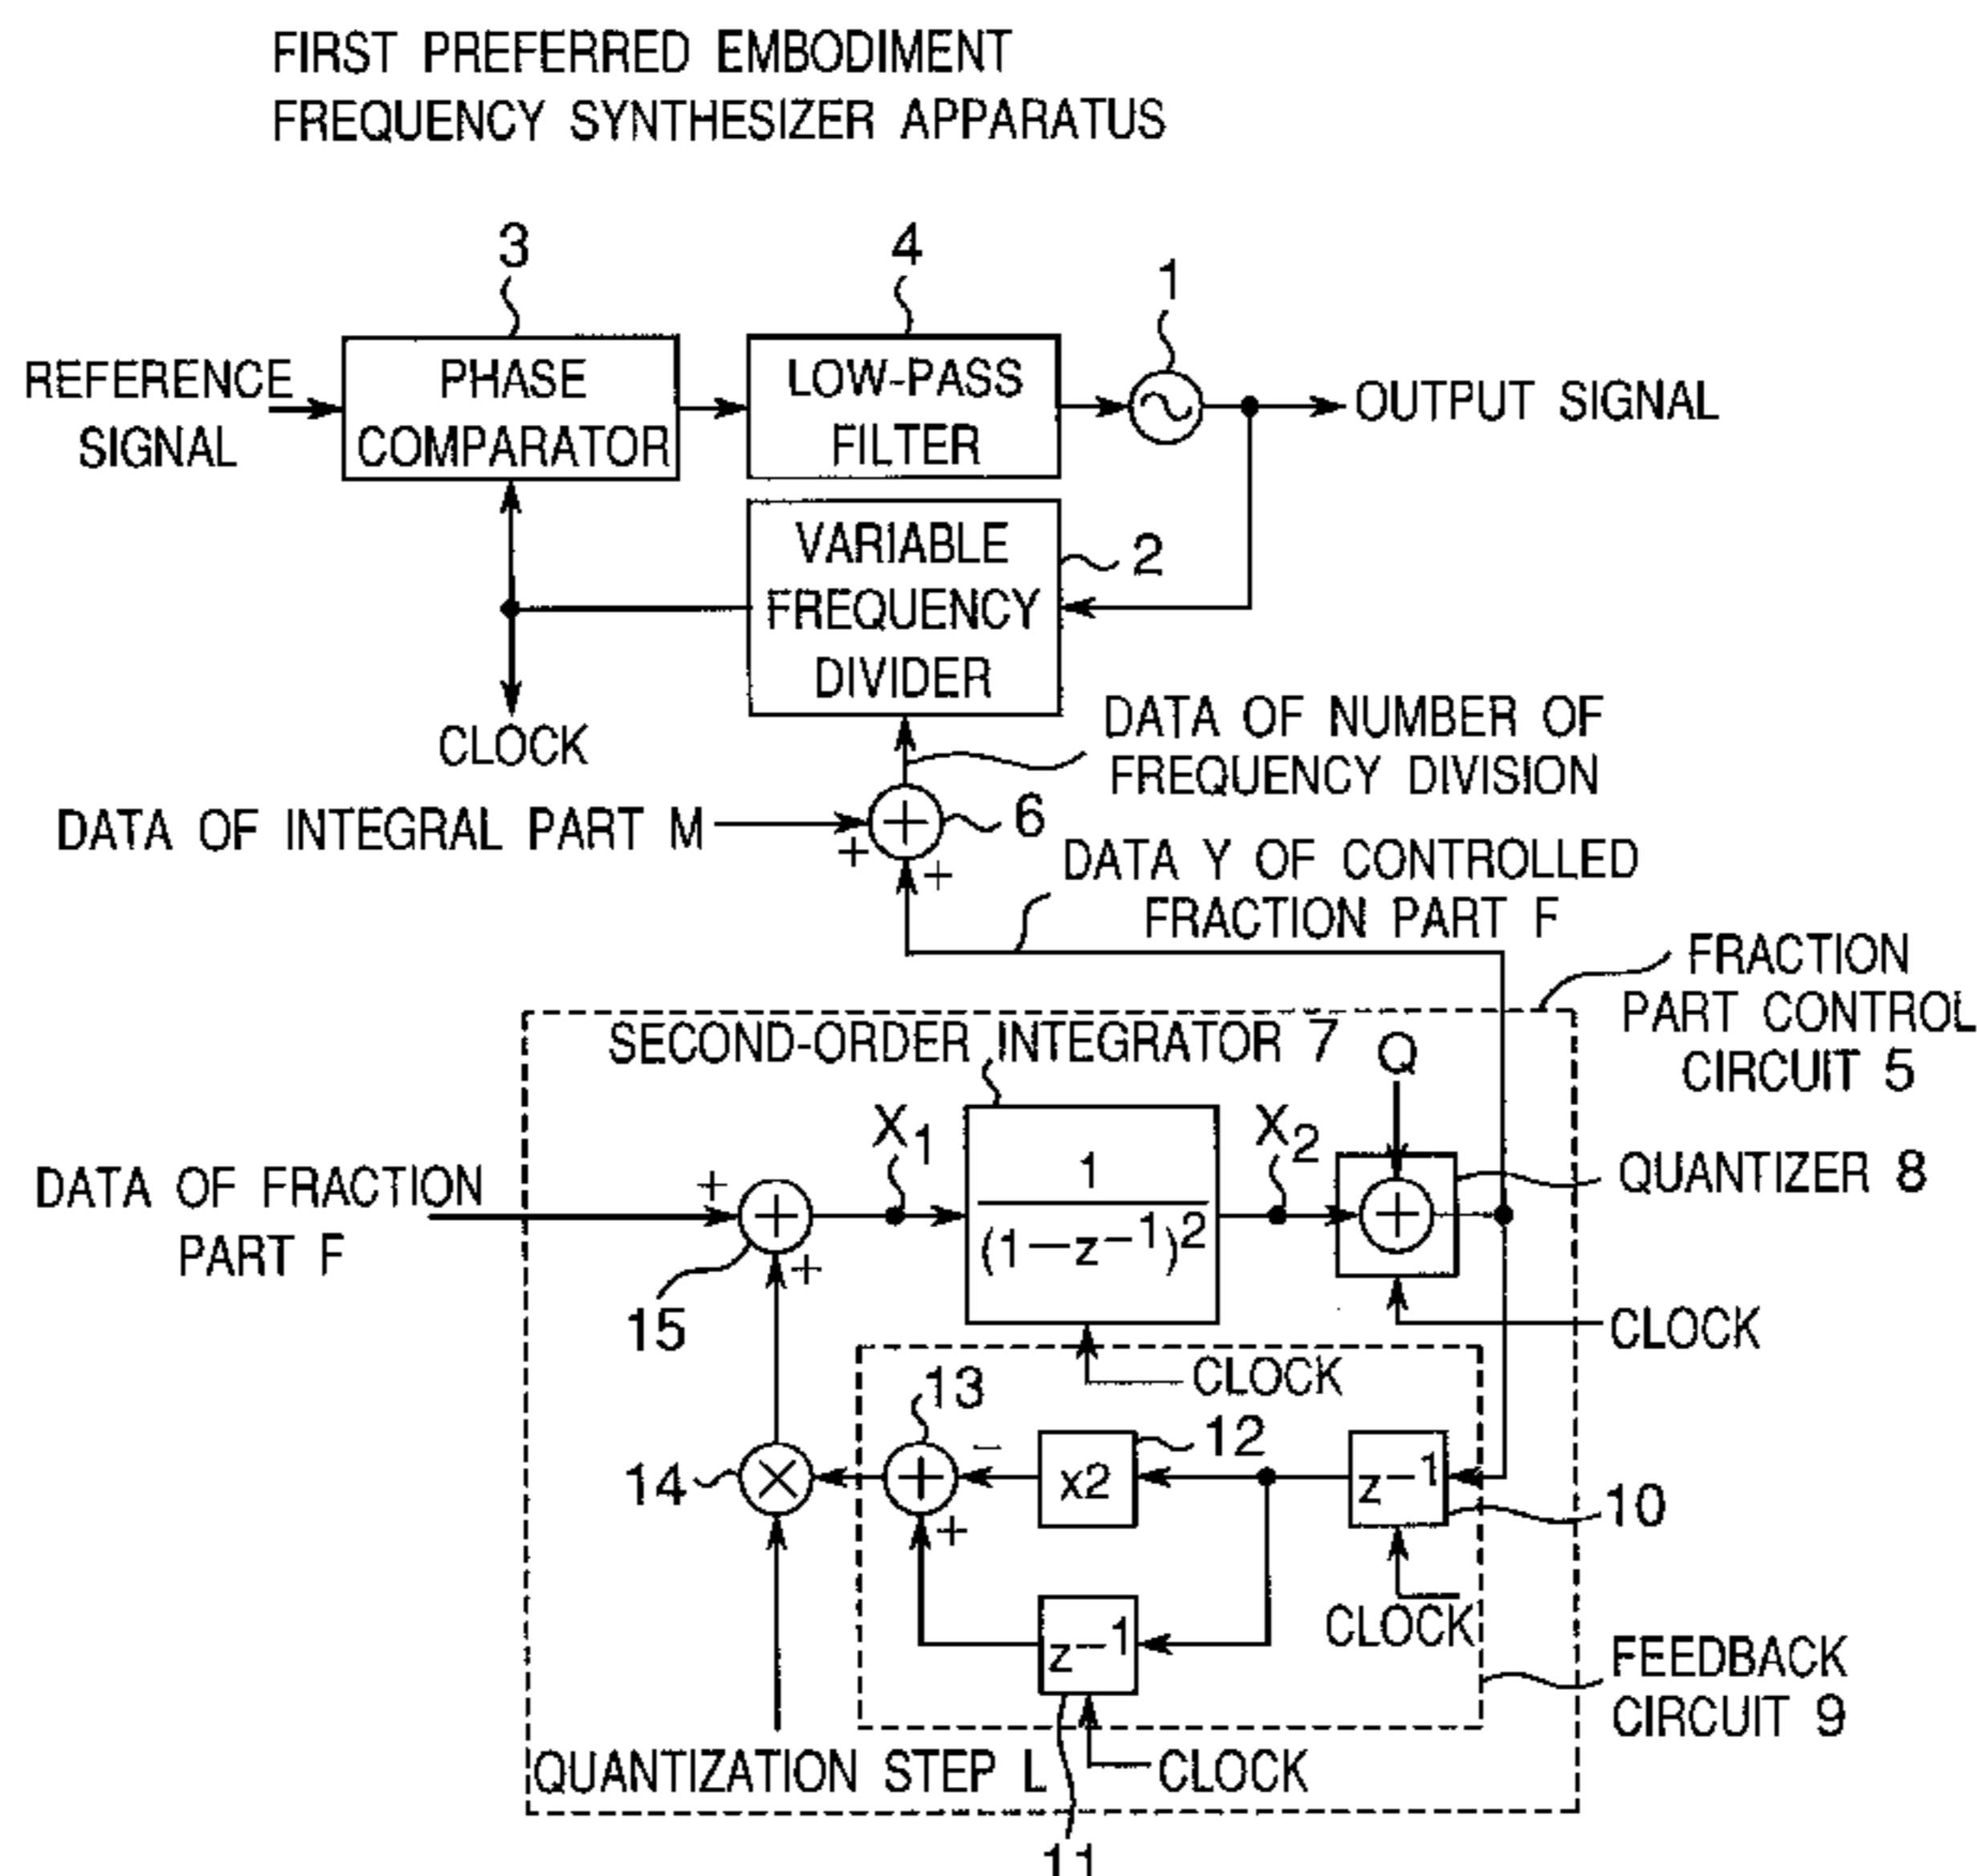 FIRST PREFERRED EMBODIMENT
FREQUENCY SYNTHESIZER APPARATUS
3
4
1
REFERENCE
SIGNAL
PHASE
COMPARATOR
LOW-PASS
FILTER
OUTPUT SIGNAL
VARIABLE
FREQUENCY
DIVIDER
2
CLOCK
DATA OF NUMBER OF
FREQUENCY DIVISION
DATA OF INTEGRAL PART M
+
+
+
6
DATA Y OF CONTROLLED
FRACTION PART F
FRACTION
PART CONTROL
CIRCUIT 5
SECOND-ORDER INTEGRATOR 7
Q
X1
X2
DATA OF FRACTION
PART F
+
+
+
15
1
(1-z-1)2
+
QUANTIZER 8
CLOCK
CLOCK
13
12
14
×
+
-
+
x2
z-1
10
CLOCK
z-1
FEEDBACK
CIRCUIT 9
QUANTIZATION STEP L
CLOCK
11